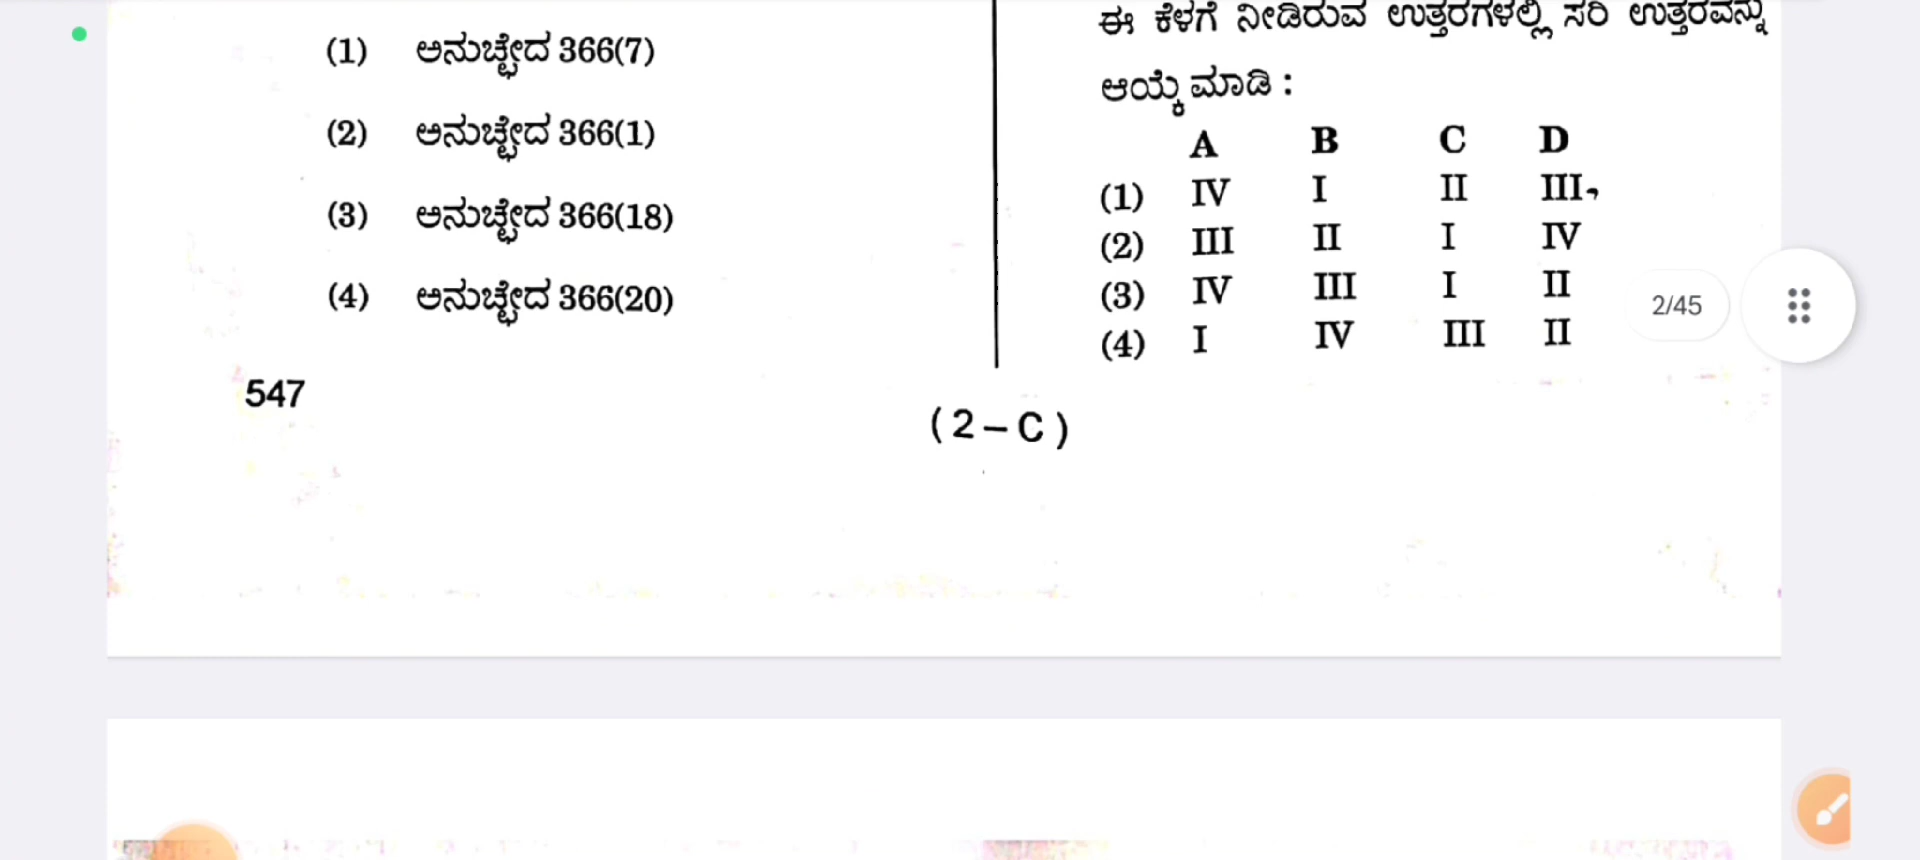 (1) ಅನುಚ್ಛೇದ 366(7)
(2) ಅನುಚ್ಛೇದ 366(1)
(3) ಅನುಚ್ಛೇದ 366(18)
(4) ಅನುಚ್ಛೇದ 366(20)
547
ಈ ಕೆಳಗೆ ನೀಡಿರುವ ಉತ್ತರಗಳಲ್ಲಿ ಸರಿ ಉತ್ತರವನ್ನು
ಆಯ್ಕೆ ಮಾಡಿ :
A B C D
(1) IV I II III,
(2) III II I IV
(3) IV III I II
(4) I IV III II
2/45
(2–C)